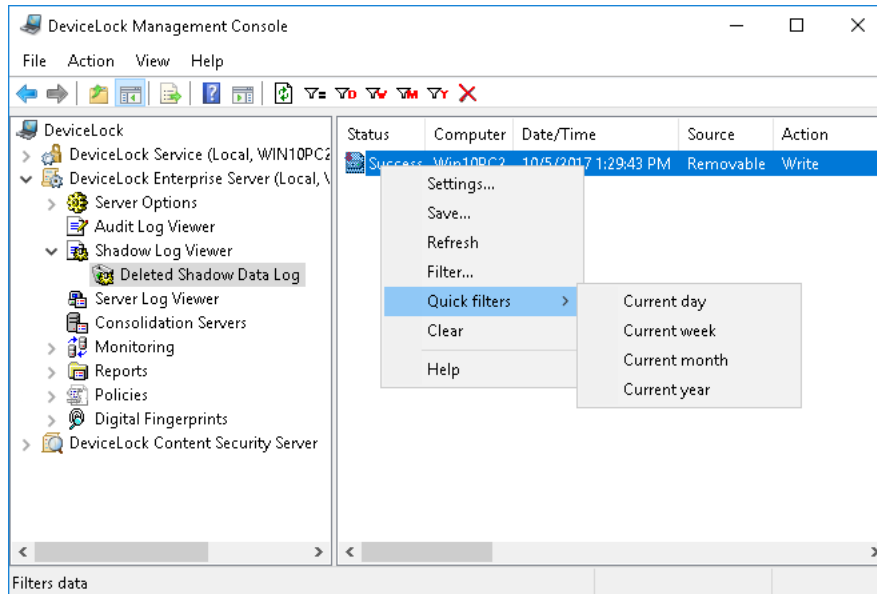 DeviceLock Management Console
File Action View Help
DeviceLock
DeviceLock Service (Local, WIN10PC2
DeviceLock Enterprise Server (Local, \
Server Options
Audit Log Viewer
Shadow Log Viewer
Deleted Shadow Data Log
Server Log Viewer
Consolidation Servers
Monitoring
Reports
Policies
Digital Fingerprints
DeviceLock Content Security Server
Status Computer Date/Time Source Action
Success Win10PC2 10/5/2017 1:29:43 PM Removable Write
Settings...
Save...
Refresh
Filter...
Quick filters
Clear
Help
Current day
Current week
Current month
Current year
Filters data